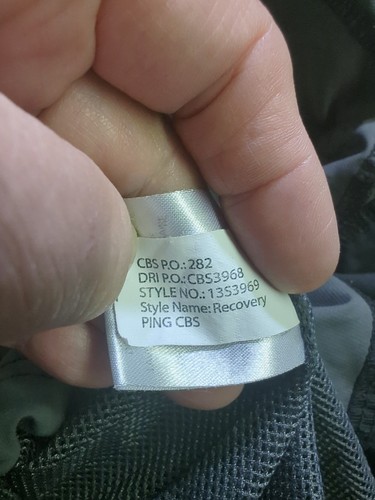 CBS P.O.: 282
DRI P.O.: CBS3968
STYLE NO.: 13S3969
Style Name: Recovery
PING CBS